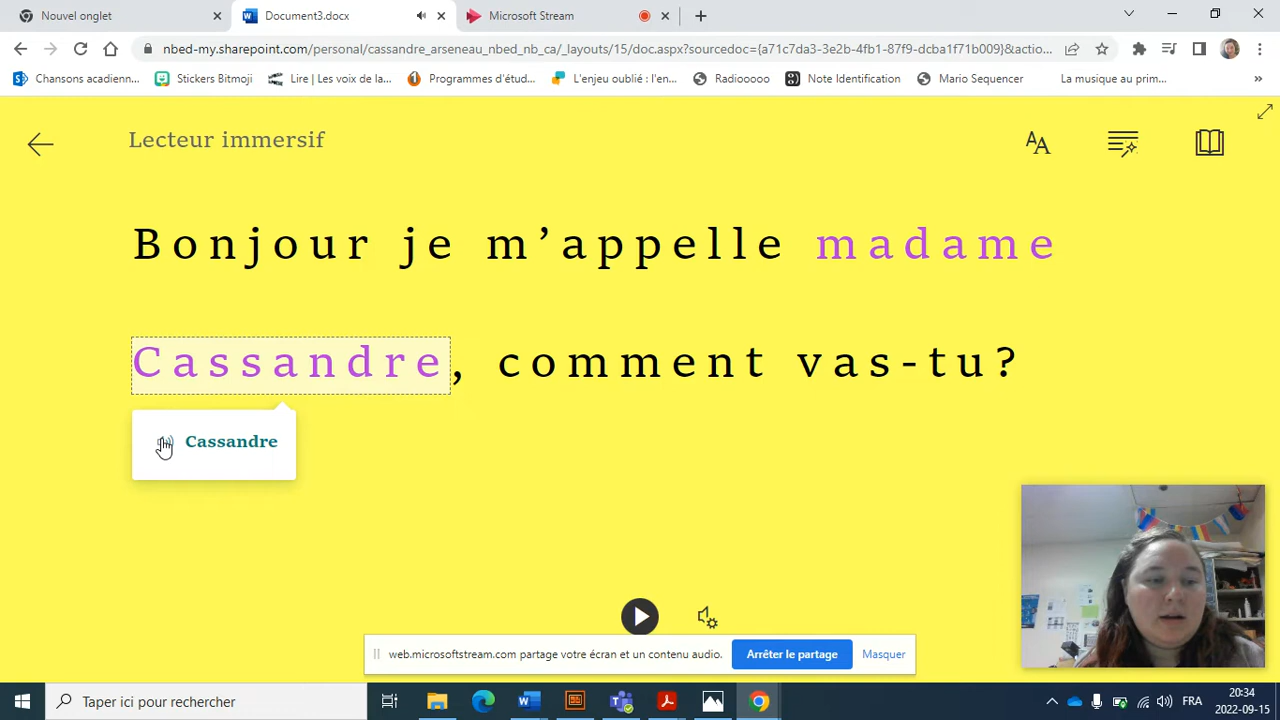 Nouvel onglet
Document3.docx
Microsoft Stream
nbed-my.sharepoint.com/personal/cassandre_arseneau_nbed_nb_ca/_layouts/15/doc.aspx?sourcedoc={a71c7da3-3e2b-4fb1-87f9-dcba1f71b009}&actio...
Chansons acadienn...
Stickers Bitmoji
Lire | Les voix de la...
Programmes d'étud...
L'enjeu oublié : l'en...
Radiooooo
Note Identification
Mario Sequencer
La musique au prim...
»
Lecteur immersif
Bonjour je m’appelle madame
Cassandre, comment vas-tu?
Cassandre
web.microsoftstream.com partage votre écran et un contenu audio.
Arrêter le partage
Masquer
Taper ici pour rechercher
FRA
20:34
2022-09-15